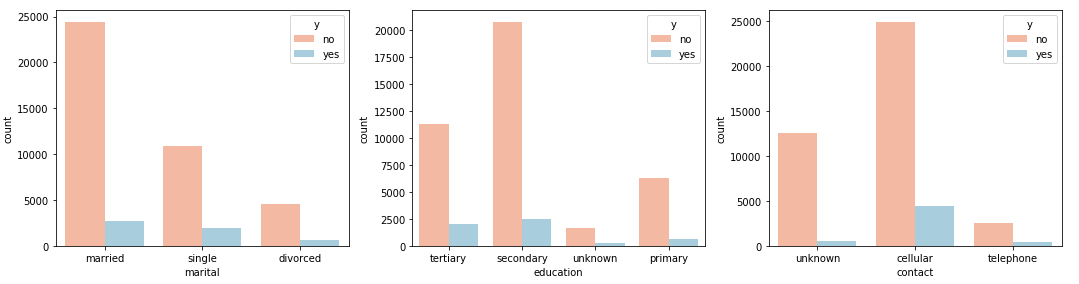 25000
20000
15000
10000
5000
0
count
married single divorced
marital
y
no
yes
20000
17500
15000
12500
10000
7500
5000
2500
0
count
tertiary secondary unknown primary
education
y
no
yes
25000
20000
15000
10000
5000
0
count
unknown cellular telephone
contact
y
no
yes